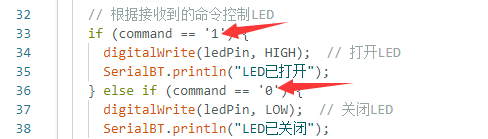 32 // 根据接收到的命令控制LED
33 if (command == '1') {
34 digitalWrite(ledPin, HIGH); // 打开LED
35 SerialBT.println("LED已打开");
36 } else if (command == '0') {
37 digitalWrite(ledPin, LOW); // 关闭LED
38 SerialBT.println("LED已关闭");